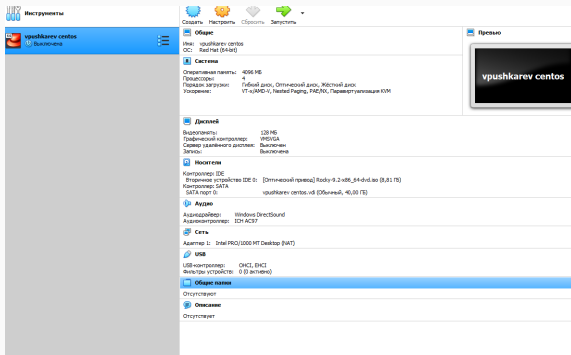 Инструменты
Создать Настроить Сбросить Запустить
vpushkarev centos
Выключена
Общие
Имя: vpushkarev centos
ОС: Red Hat (64-bit)
Превью
vpushkarev centos
Система
Оперативная память: 4096 МБ
Процессоры: 4
Порядок загрузки: Гибкий диск, Оптический диск, Жёсткий диск
Ускорение: VT-x/AMD-V, Nested Paging, PAE/NX, Паравиртуализация KVM
Дисплей
Видеопамять: 128 МБ
Графический контроллер: VMSVGA
Сервер удалённого дисплея: Выключен
Запись: Выключена
Носители
Контроллер: IDE
Вторичное устройство IDE 0: [Оптический привод] Rocky-9.2-x86_64-dvd.iso (8,81 ГБ)
Контроллер: SATA
SATA порт 0: vpushkarev centos.vdi (Обычный, 40,00 ГБ)
Аудио
Аудиодрайвер: Windows DirectSound
Аудиоконтроллер: ICH AC97
Сеть
Адаптер 1: Intel PRO/1000 MT Desktop (NAT)
USB
USB-контроллер: OHCI, EHCI
Фильтры устройств: 0 (0 активно)
Общие папки
Отсутствуют
Описание
Отсутствует